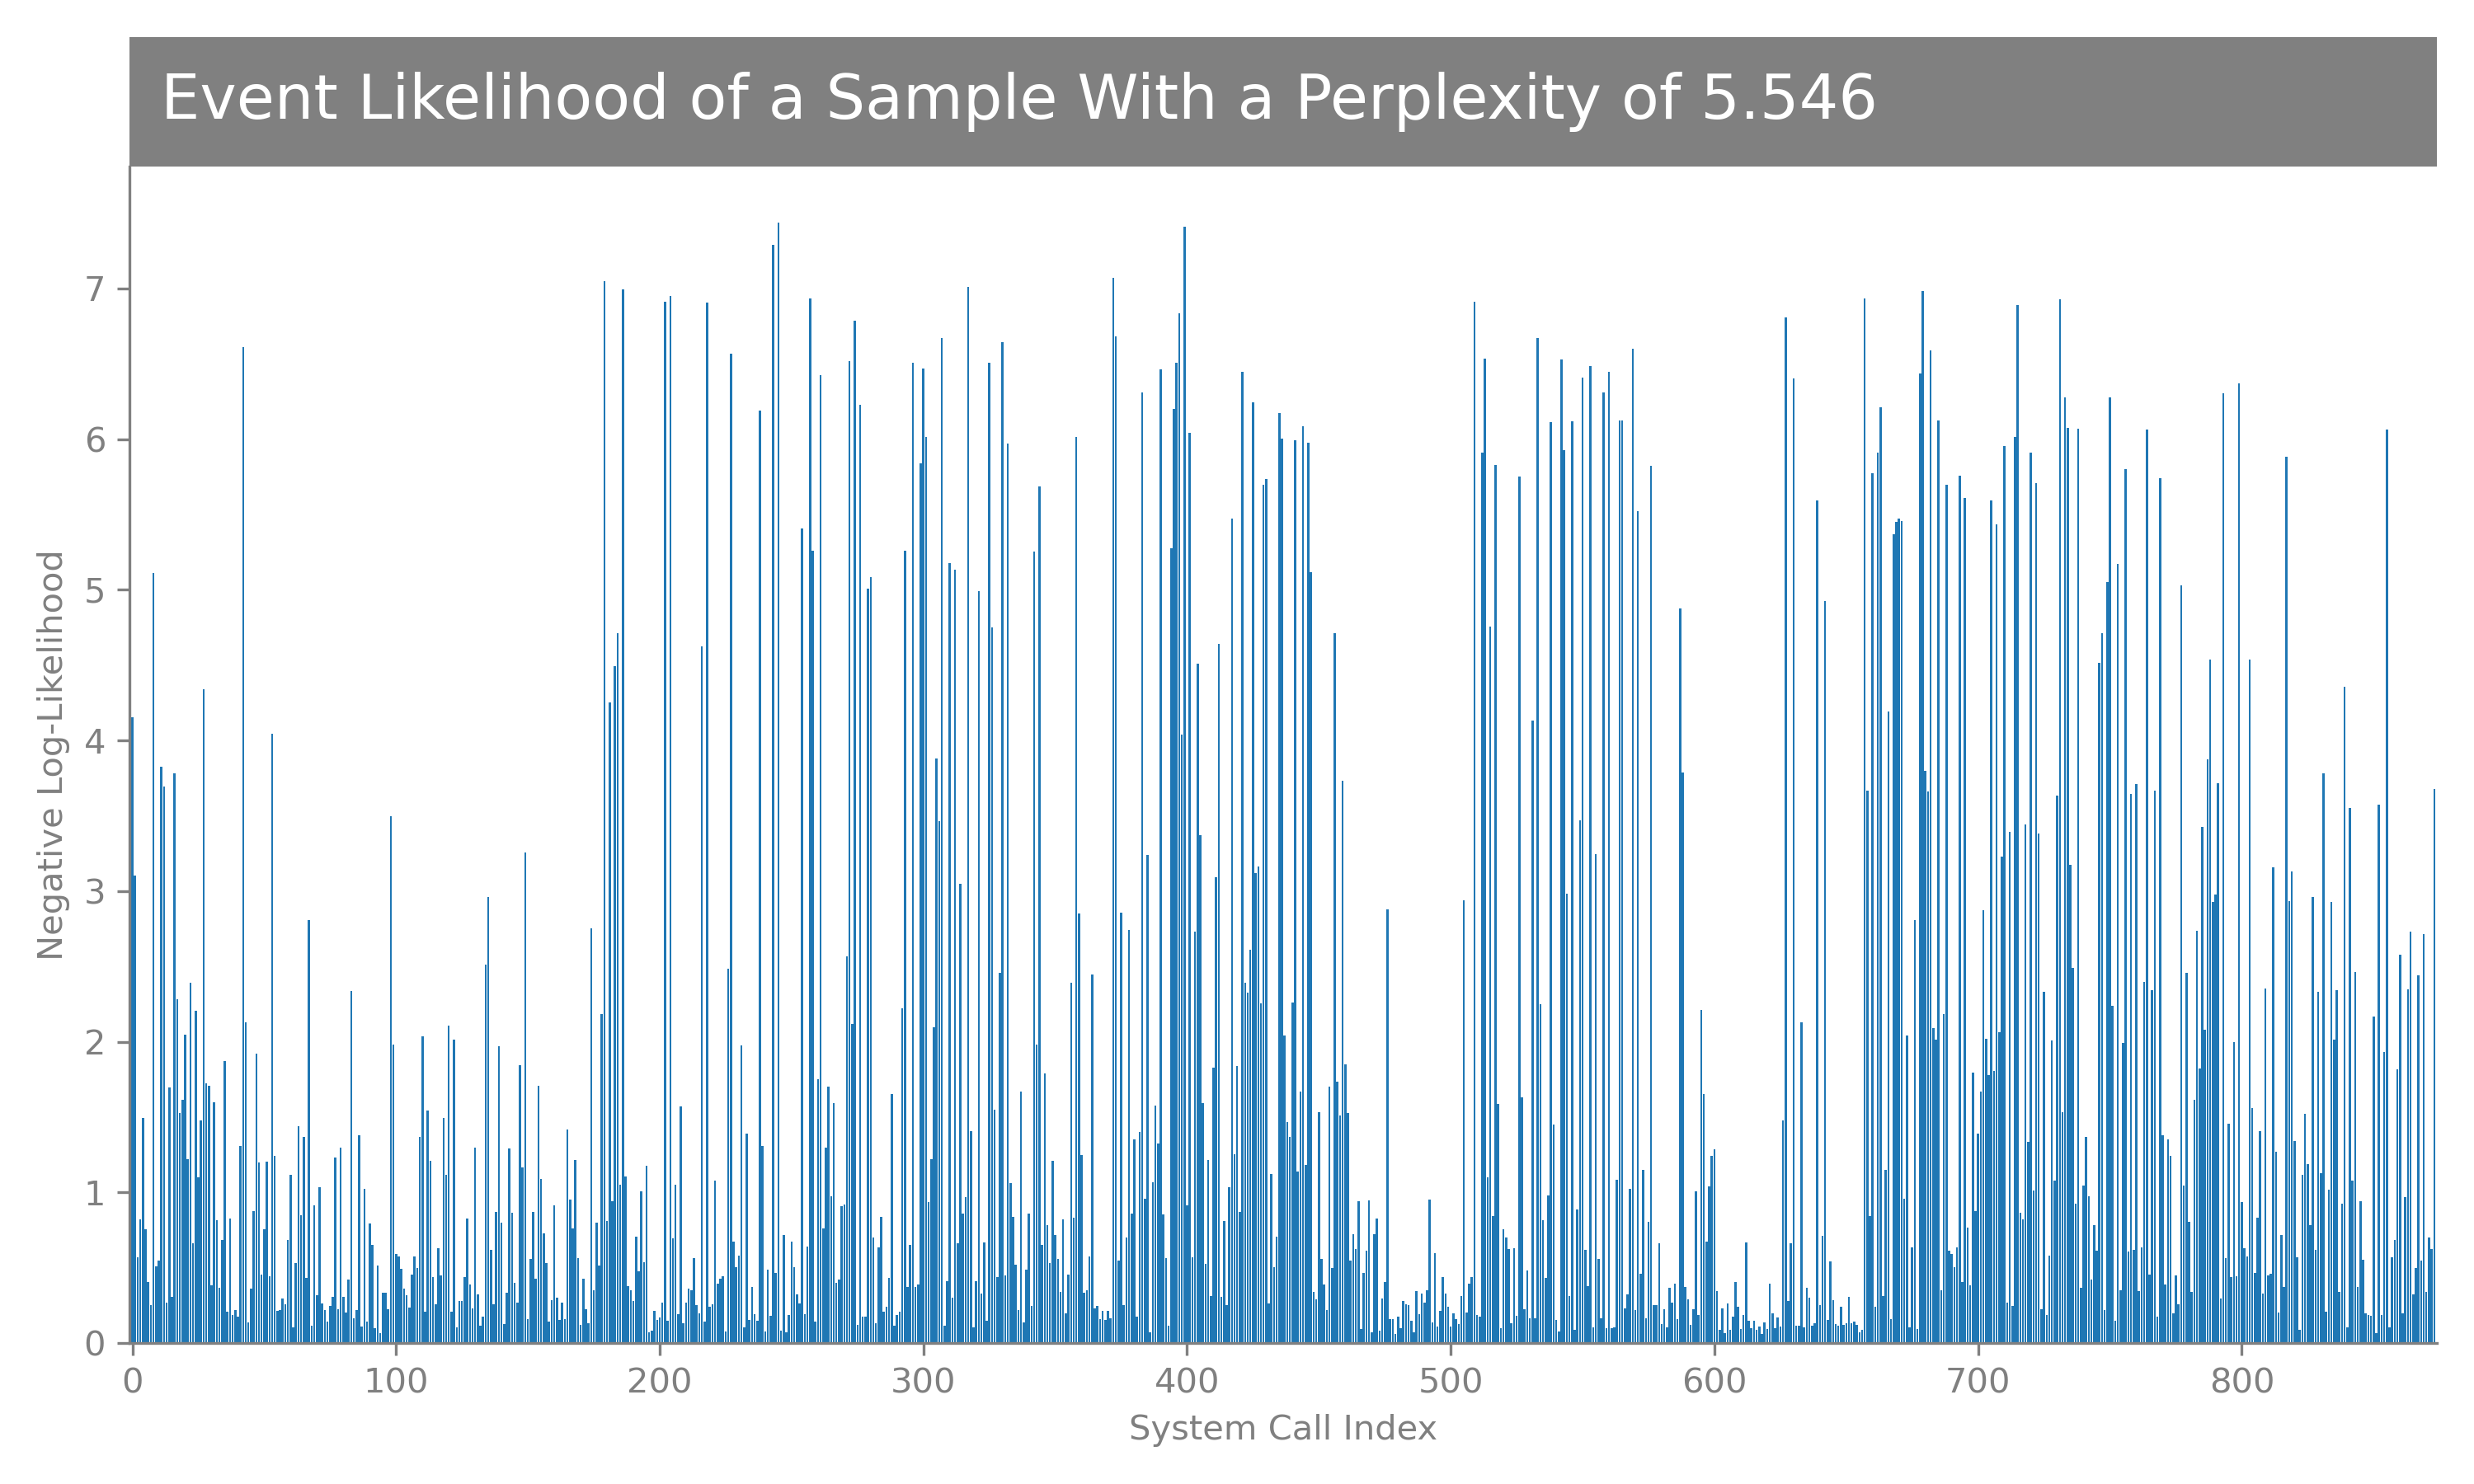 Event Likelihood of a Sample With a Perplexity of 5.546
Negative Log-Likelihood
7
6
5
4
3
2
1
0
0 100 200 300 400 500 600 700 800
System Call Index